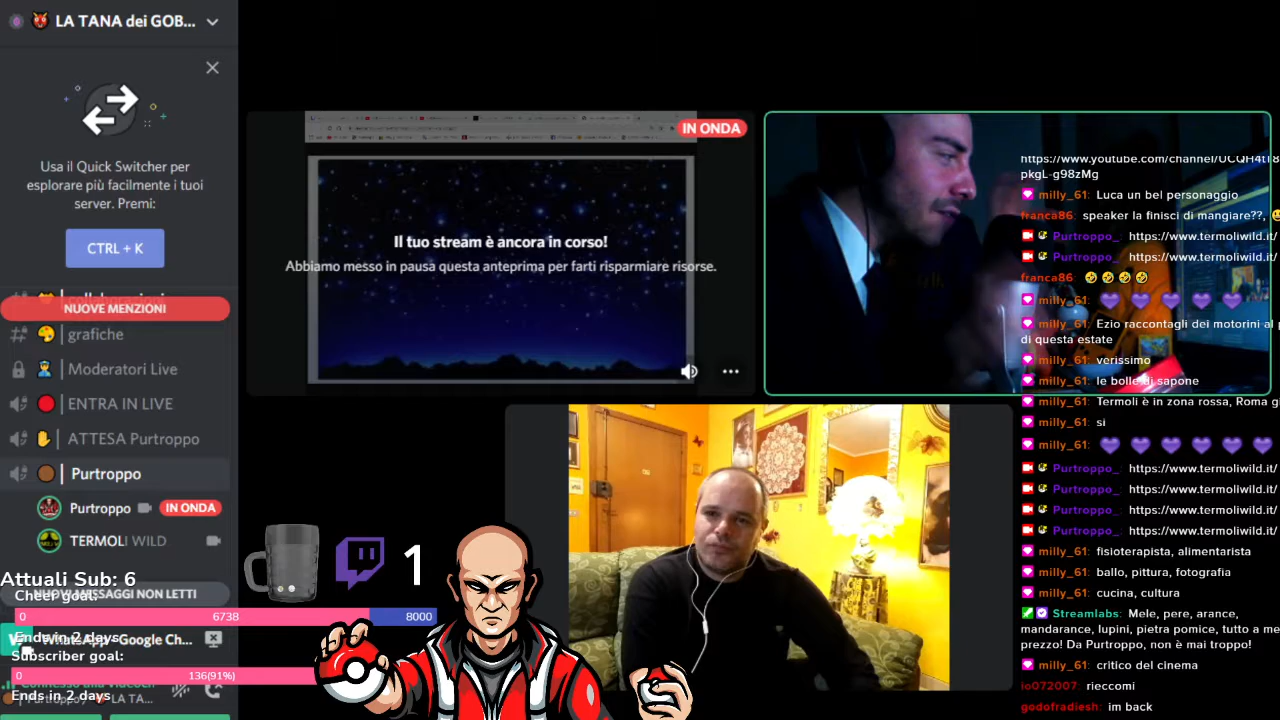 LA TANA dei GOB...
Usa il Quick Switcher per
esplorare più facilmente i tuoi
server. Premi:
CTRL + K
NUOVE MENZIONI
grafiche
Moderatori Live
ENTRA IN LIVE
ATTESA Purtroppo
Purtroppo
Purtroppo
IN ONDA
TERMOLI WILD
Attuali Sub: 6
NUOVI MESSAGGI NON LETTI
Cheer goal:
0
6738
8000
WhatsApp - Google Ch...
Ends in 2 days
Subscriber goal:
0
136(91%)
Ends in 2 days
LA TA...
IN ONDA
Il tuo stream è ancora in corso!
Abbiamo messo in pausa questa anteprima per farti risparmiare risorse.
1
pkgL-g98zMg
milly_61: Luca un bel personaggio
franca86: speaker la finisci di mangiare??,
Purtroppo_: https://www.termoliwild.it/
Purtroppo_: https://www.termoliwild.it/
franca86: 🤣🤣🤣🤣
milly_61: 💜 💜 💜 💜 💜
milly_61: Ezio raccontagli dei motorini al
di questa estate
milly_61: verissimo
milly_61: le bolle di sapone
milly_61: Termoli è in zona rossa, Roma
milly_61: si
milly_61: 💜 💜 💜 💜 💜 💜
Purtroppo_: https://www.termoliwild.it/
Purtroppo_: https://www.termoliwild.it/
Purtroppo_: https://www.termoliwild.it/
Purtroppo_: https://www.termoliwild.it/
milly_61: fisioterapista, alimentarista
milly_61: ballo, pittura, fotografia
milly_61: cucina, cultura
Streamlabs: Mele, pere, arance,
mandarance, lupini, pietra pomice, tutto a
prezzo! Da Purtroppo, non è mai troppo!
milly_61: critico del cinema
io072007: rieccomi
godofradiesh: im back